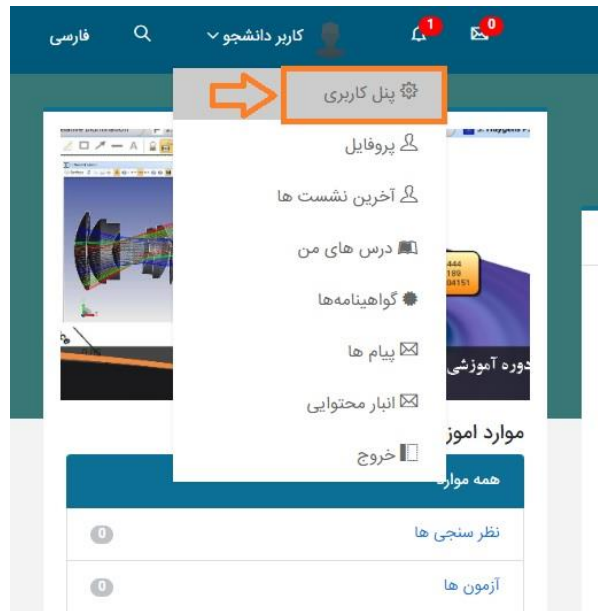 1 0
کاربر دانشجو
فارسی
پنل کاربری
پروفایل
آخرین نشست ها
درس های من
گواهینامه‌ها
پیام ها
انبار محتوایی
خروج
A
دوره آموزشی
موارد اموز
همه موارد
نظر سنجی ها 0
آزمون ها 0